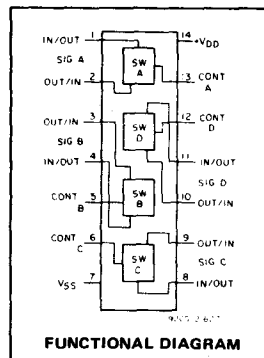 1 14
IN/OUT +VDD
SIG A
SW A
OUT/IN 2 13 CONT A
OUT/IN 3 12 CONT D
SIG B SW D
IN/OUT 4 11 IN/OUT
SIG D
CONT B 5 SW B 10 OUT/IN
CONT C 6 9 OUT/IN
SW C SIG C
VSS 7 8 IN/OUT
FUNCTIONAL DIAGRAM